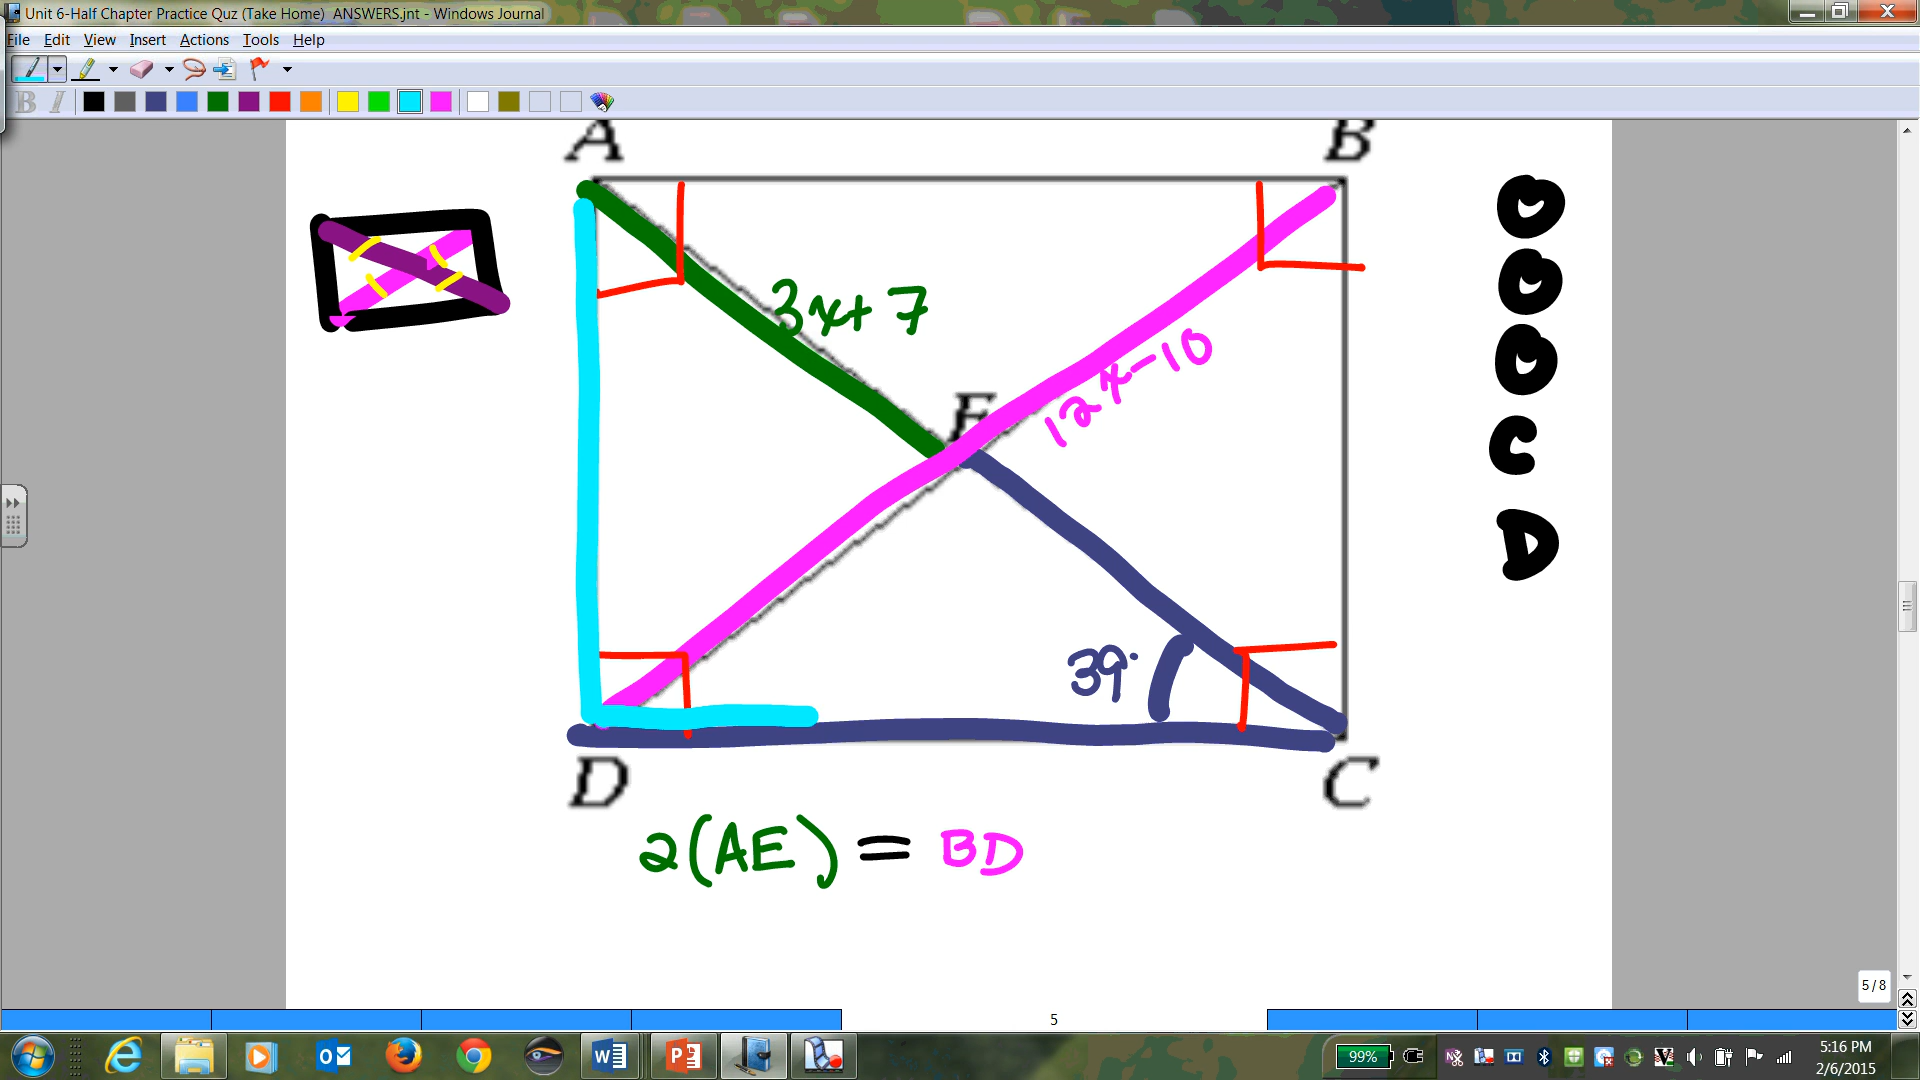 Unit 6-Half Chapter Practice Quz (Take Home)  ANSWERS.jnt - Windows Journal
File Edit View Insert Actions Tools Help
B I
A B
O
3x+7
O
12x-10
O
E
C
D
39°
D C
2(AE) = BD
5 / 8
5
99%
5:16 PM
2/6/2015